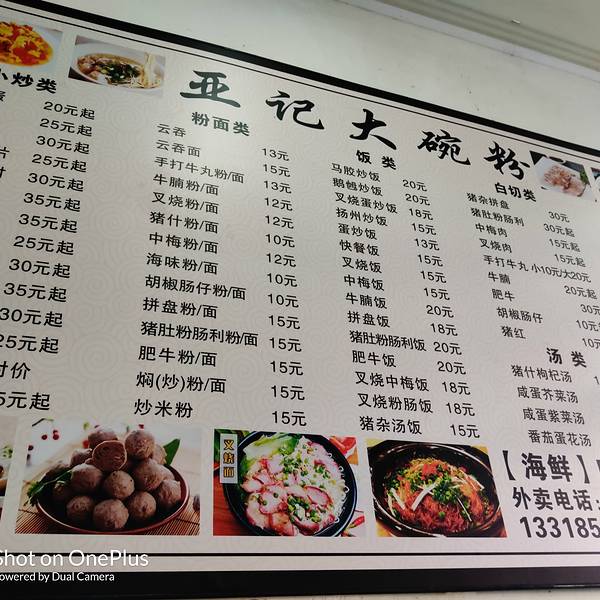 亚记大碗粉
小炒类
20元起
25元起
30元起
25元起
30元起
35元起
35元起
25元起
30元起
35元起
30元起
25元起
时价
5元起
粉面类
云吞 13元
云吞面 15元
手打牛丸粉/面 13元
牛腩粉/面 12元
叉烧粉/面 12元
猪什粉/面 10元
中梅粉/面 12元
海味粉/面 10元
胡椒肠仔粉/面 10元
拼盘粉/面 15元
猪肚粉肠利粉/面 15元
肥牛粉/面 15元
焖(炒)粉/面 15元
炒米粉 15元
饭类
马胶炒饭 20元
20元
叉烧蛋炒饭 18元
扬州炒饭 15元
蛋炒饭 13元
快餐饭 15元
叉烧饭 15元
中梅饭 15元
牛腩饭 15元
拼盘饭 18元
猪肚粉肠利饭 20元
肥牛饭 20元
叉烧中梅饭 18元
叉烧粉肠饭 18元
猪杂汤饭 15元
白切类
猪杂拼盘 30元
猪肚粉肠利 30元起
中梅肉 15元起
叉烧肉 15元起
手打牛丸 小10元/大20元
牛腩 20元起
肥牛 30元
胡椒肠仔 10元
猪红 10元
汤类
猪什枸杞汤
咸蛋芥菜汤
咸蛋紫菜汤
番茄蛋花汤
【海鲜】
外卖电话:
13318
叉烧面
Shot on OnePlus
Powered by Dual Camera